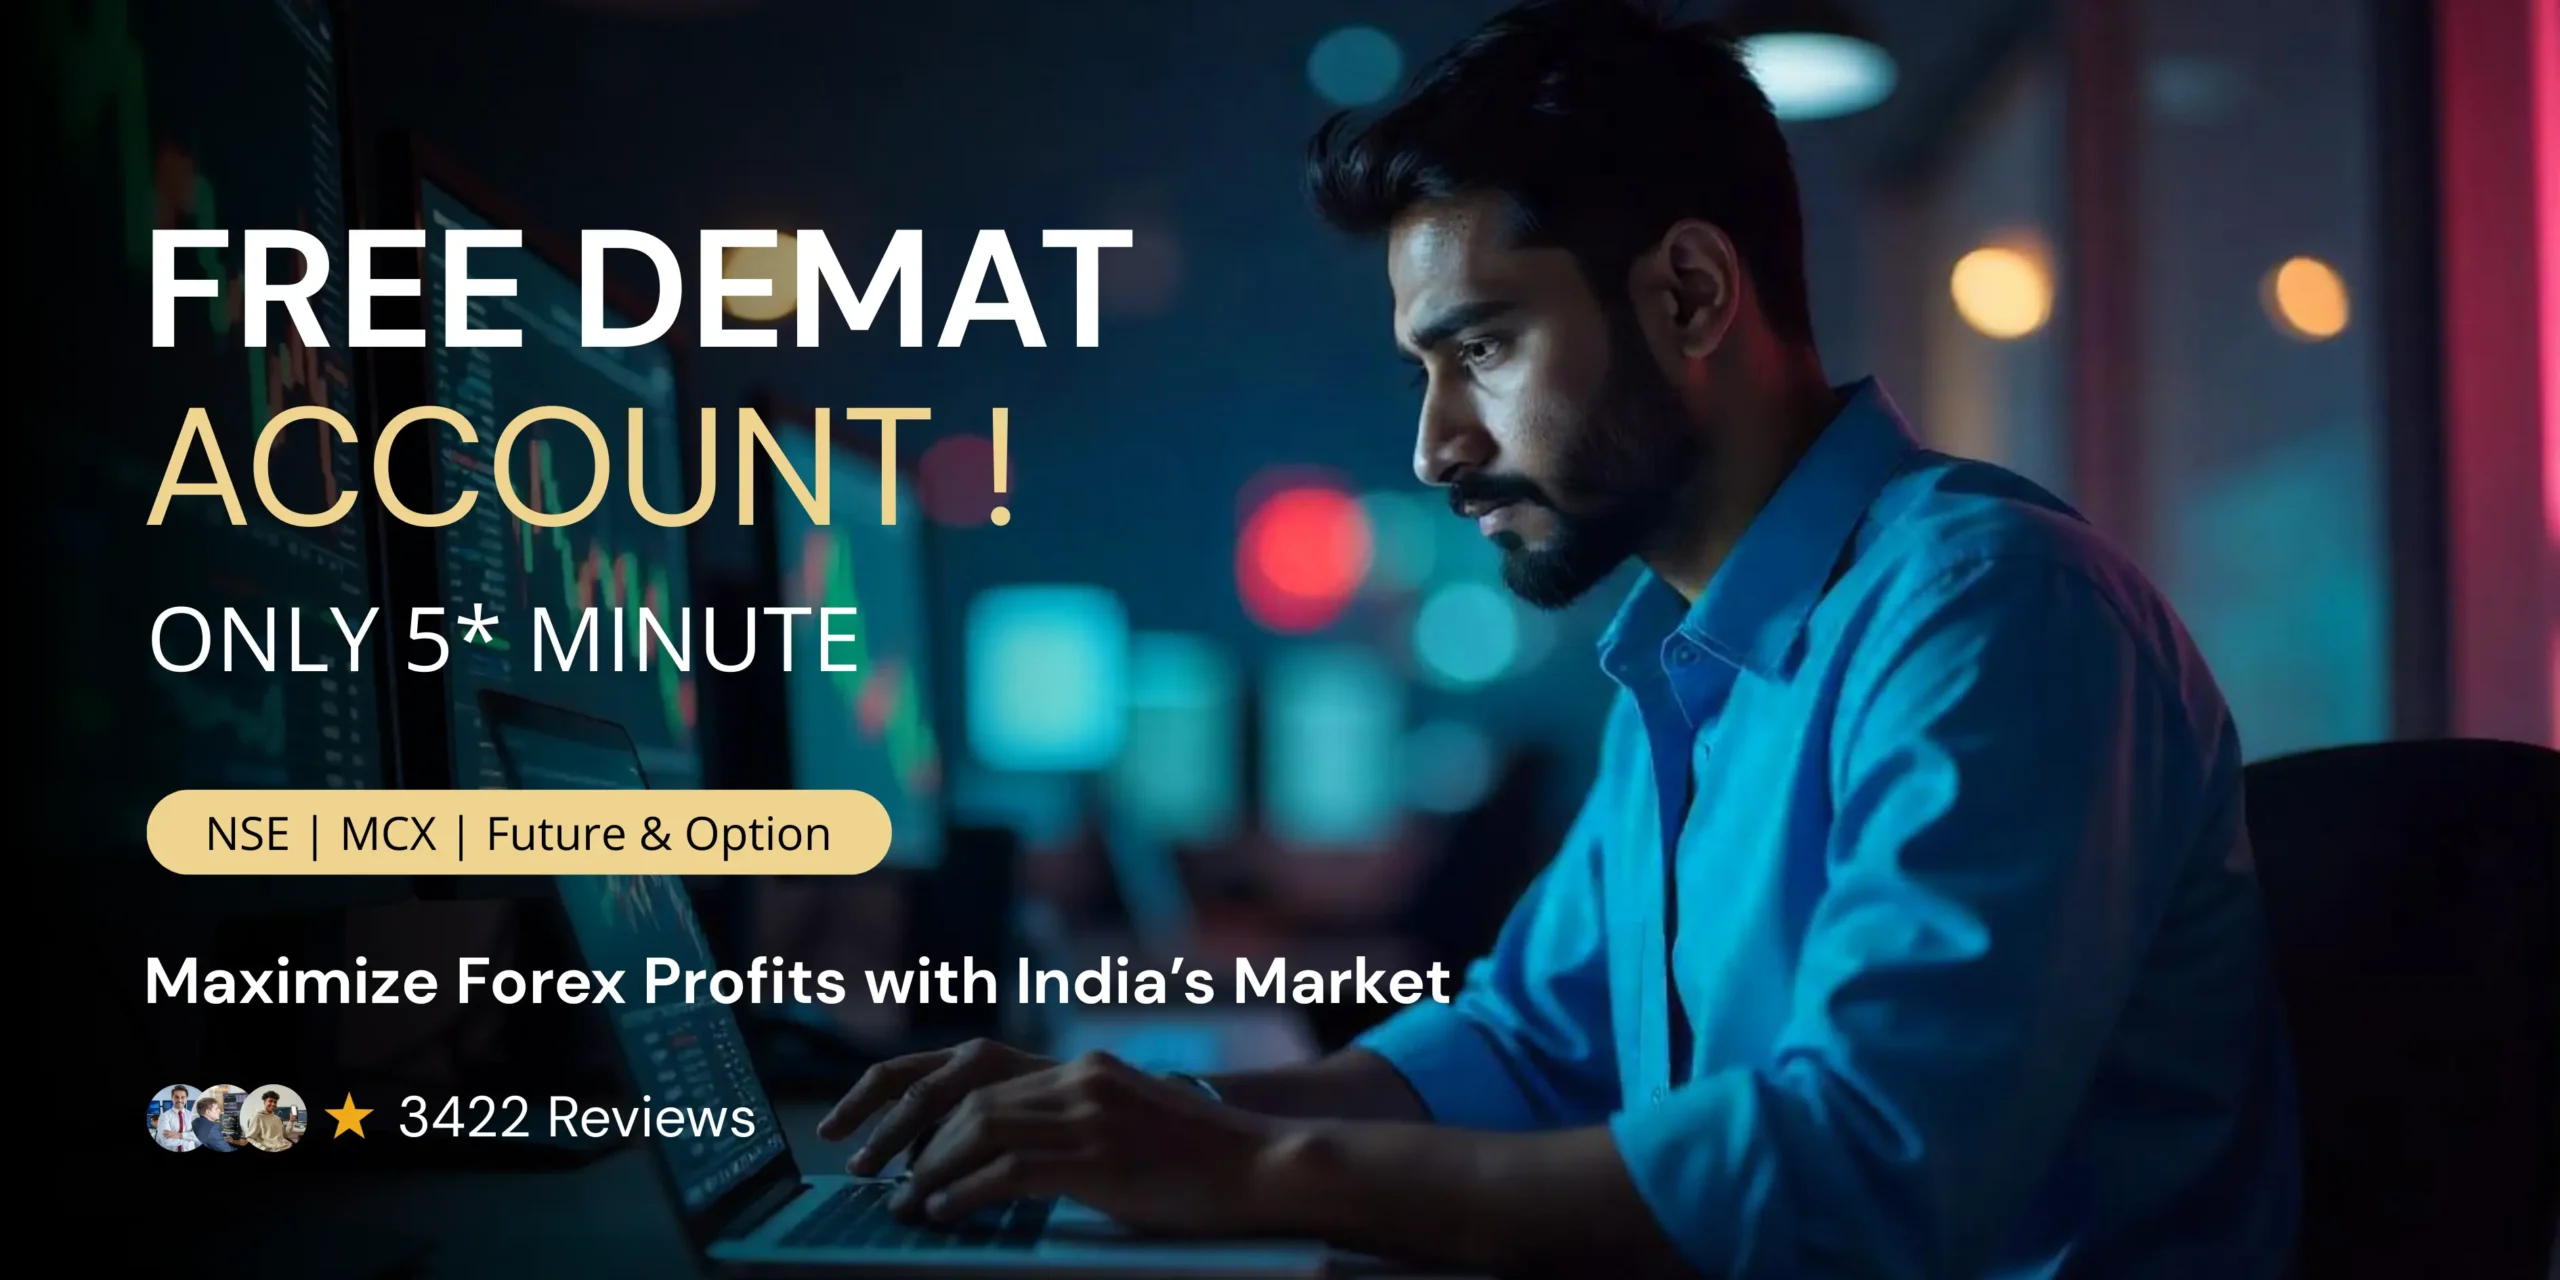 FREE DEMAT
ACCOUNT !
ONLY 5* MINUTE
NSE | MCX | Future & Option
Maximize Forex Profits with India’s Market
3422 Reviews